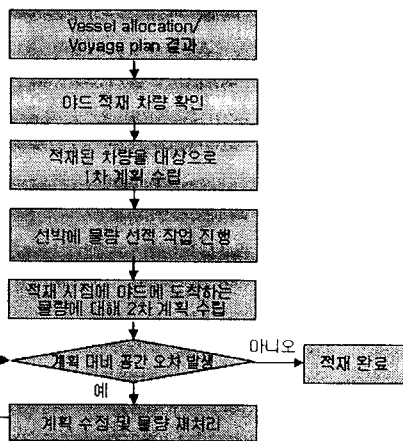 Vessel allocation/
Voyage plan 결과
야드 적재 차량 확인
적재된 차량을 대상으로
1차 계획 수립
선박에 물량 선적 작업 진행
적재 시점에 야드에 도착하는
물량에 대해 2차 계획 수립
계획 대비 공간 오차 발생
아니오
적재 완료
예
계획 수정 및 물량 재처리